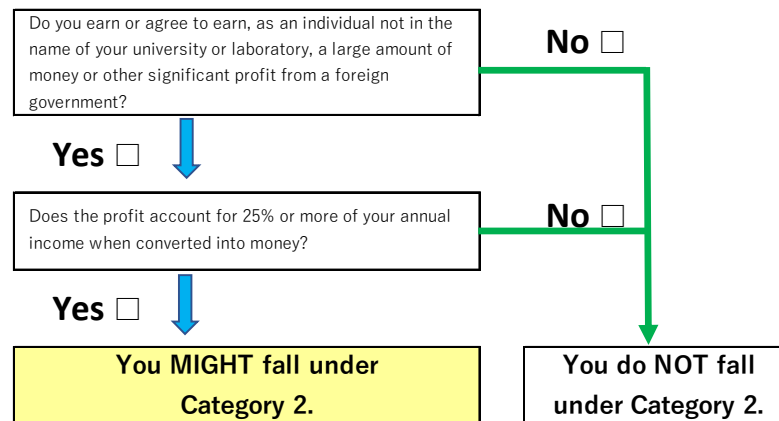 Do you earn or agree to earn, as an individual not in the
name of your university or laboratory, a large amount of
money or other significant profit from a foreign
government?
No □
Yes □
Does the profit account for 25% or more of your annual
income when converted into money?
No □
Yes □
You MIGHT fall under
Category 2.
You do NOT fall
under Category 2.